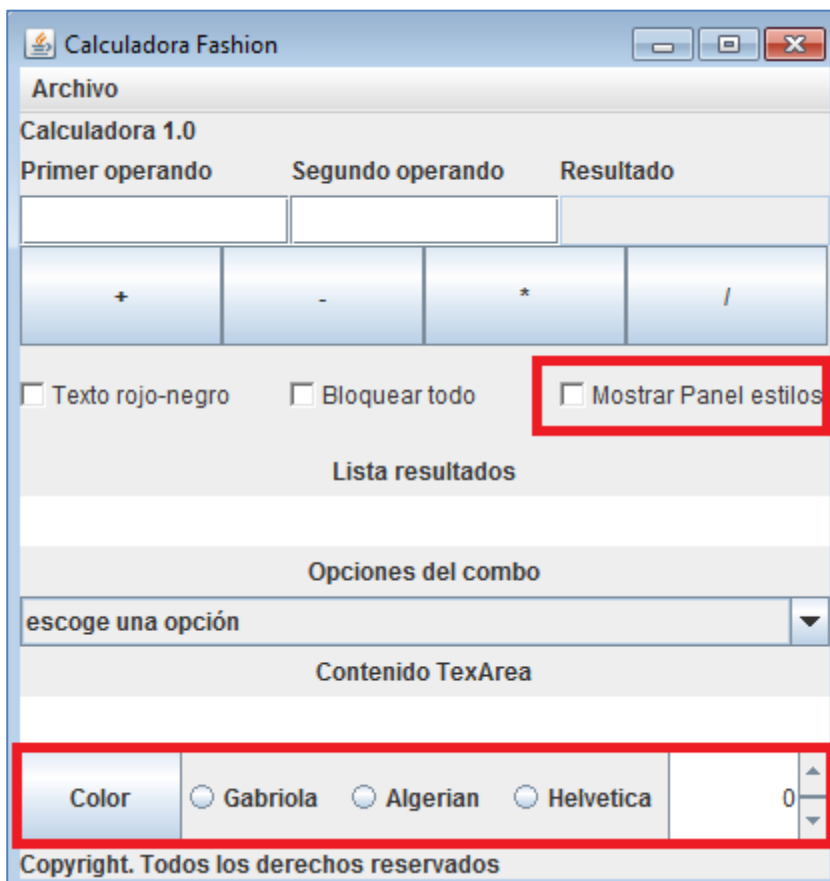 Calculadora Fashion
Archivo
Calculadora 1.0
Primer operando Segundo operando Resultado
+ - * /
Texto rojo-negro Bloquear todo Mostrar Panel estilos
Lista resultados
Opciones del combo
escoge una opción
Contenido TexArea
Color Gabriola Algerian Helvetica 0
Copyright. Todos los derechos reservados